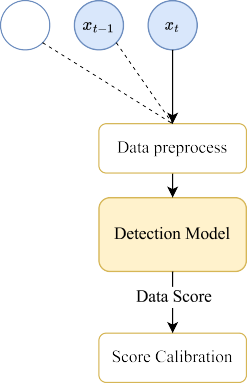 x_{t-1} x_t
Data preprocess
Detection Model
Data Score
Score Calibration